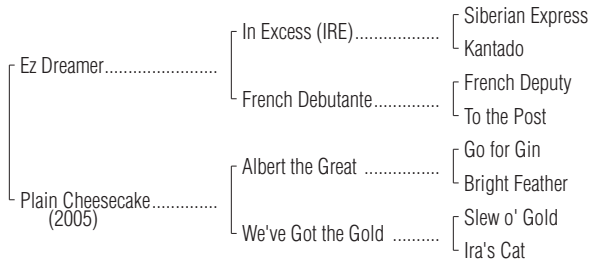 Siberian Express
In Excess (IRE)..................
Kantado
Ez Dreamer........................
French Deputy
French Debutante..............
To the Post
Go for Gin
Albert the Great ................
Bright Feather
Plain Cheesecake..............
(2005)
Slew o' Gold
We've Got the Gold ..........
Ira's Cat